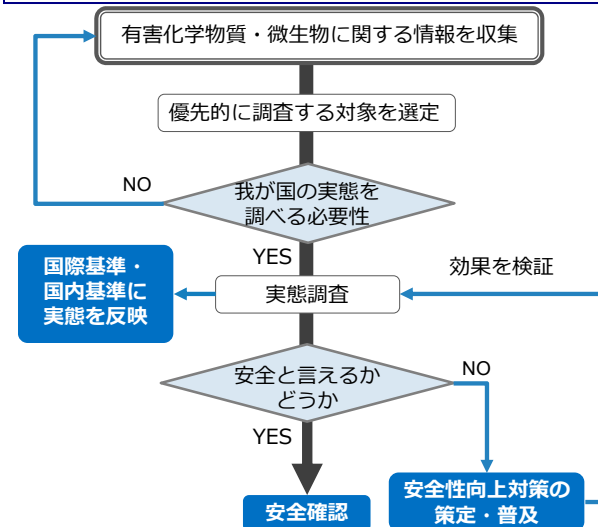 有害化学物質・微生物に関する情報を収集
優先的に調査する対象を選定
NO
我が国の実態を
調べる必要性
YES
国際基準・
国内基準に
実態を反映
実態調査
効果を検証
安全と言えるか
どうか
NO
YES
安全確認
安全性向上対策の
策定・普及